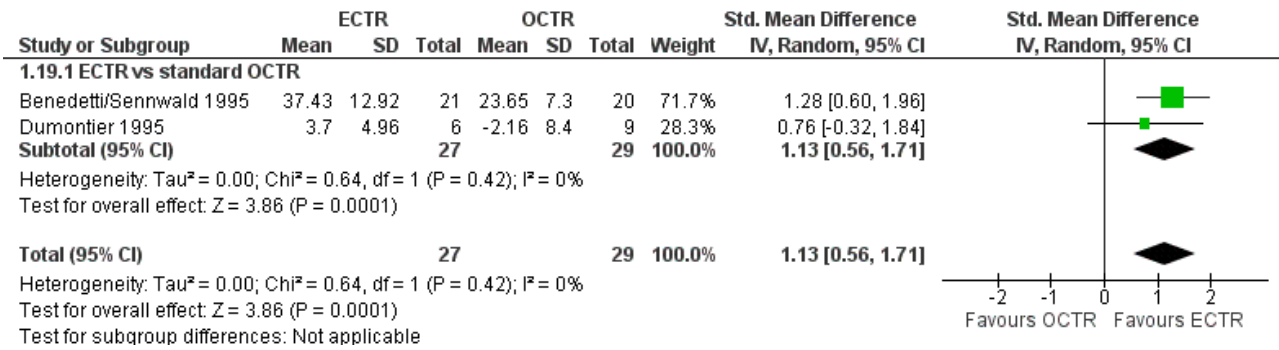 ECTR OCTR Std. Mean Difference Std. Mean Difference
Study or Subgroup Mean SD Total Mean SD Total Weight IV, Random, 95% CI IV, Random, 95% CI
1.19.1 ECTR vs standard OCTR
Benedetti/Sennwald 1995 37.43 12.92 21 23.65 7.3 20 71.7% 1.28 [0.60, 1.96]
Dumontier 1995 3.7 4.96 6 -2.16 8.4 9 28.3% 0.76 [-0.32, 1.84]
Subtotal (95% CI) 27 29 100.0% 1.13 [0.56, 1.71]
Heterogeneity: Tau² = 0.00; Chi² = 0.64, df = 1 (P = 0.42); I² = 0%
Test for overall effect: Z = 3.86 (P = 0.0001)
Total (95% CI) 27 29 100.0% 1.13 [0.56, 1.71]
Heterogeneity: Tau² = 0.00; Chi² = 0.64, df = 1 (P = 0.42); I² = 0%
Test for overall effect: Z = 3.86 (P = 0.0001)
Test for subgroup differences: Not applicable
-2 -1 0 1 2
Favours OCTR Favours ECTR